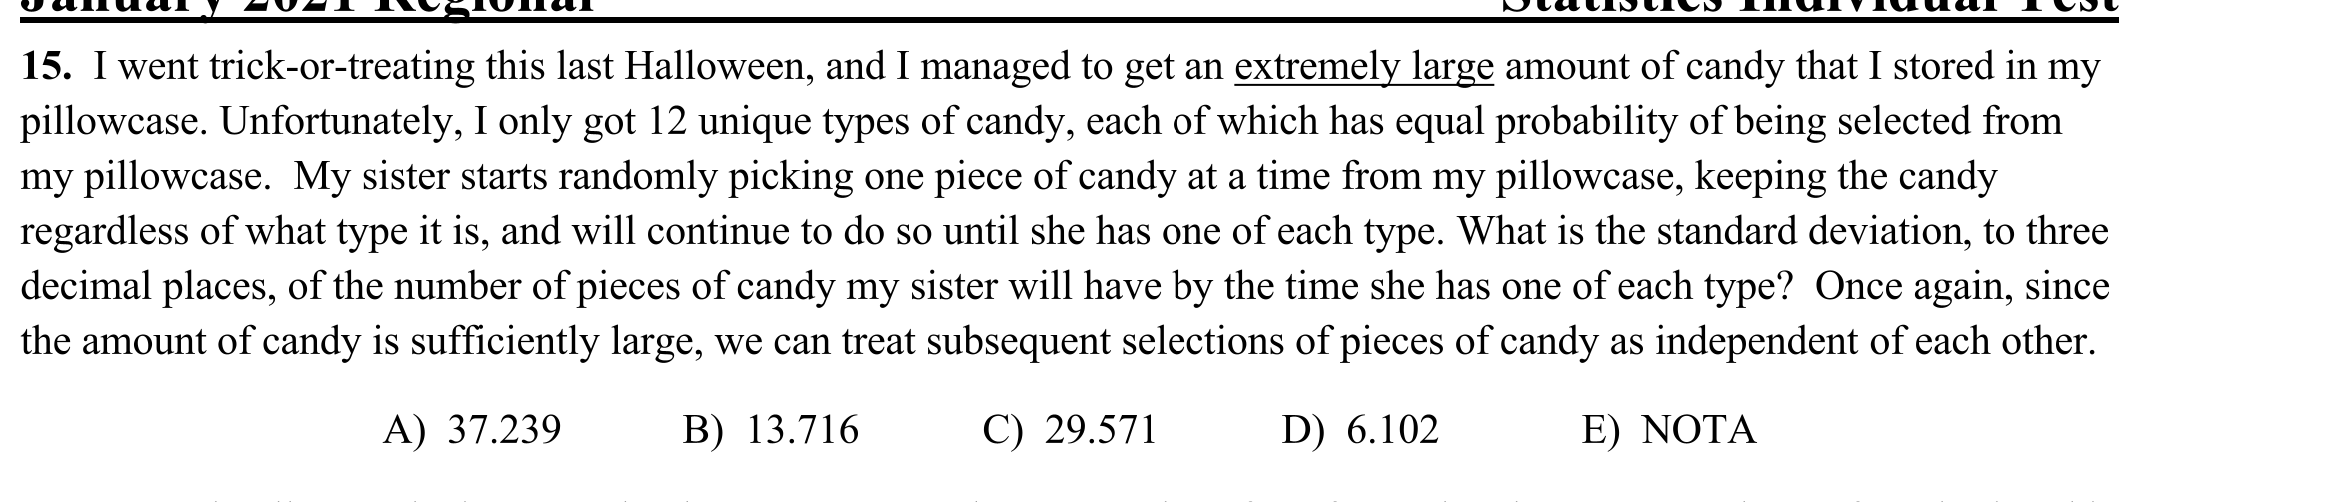 January 2021 Regional Statistics Individual Test
15. I went trick-or-treating this last Halloween, and I managed to get an extremely large amount of candy that I stored in my
pillowcase. Unfortunately, I only got 12 unique types of candy, each of which has equal probability of being selected from
my pillowcase. My sister starts randomly picking one piece of candy at a time from my pillowcase, keeping the candy
regardless of what type it is, and will continue to do so until she has one of each type. What is the standard deviation, to three
decimal places, of the number of pieces of candy my sister will have by the time she has one of each type? Once again, since
the amount of candy is sufficiently large, we can treat subsequent selections of pieces of candy as independent of each other.
A) 37.239 B) 13.716 C) 29.571 D) 6.102 E) NOTA